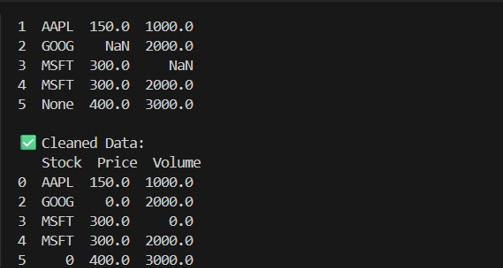 1 AAPL 150.0 1000.0
2 GOOG NaN 2000.0
3 MSFT 300.0 NaN
4 MSFT 300.0 2000.0
5 None 400.0 3000.0
✅ Cleaned Data:
Stock Price Volume
0 AAPL 150.0 1000.0
2 GOOG 0.0 2000.0
3 MSFT 300.0 0.0
4 MSFT 300.0 2000.0
5 0 400.0 3000.0